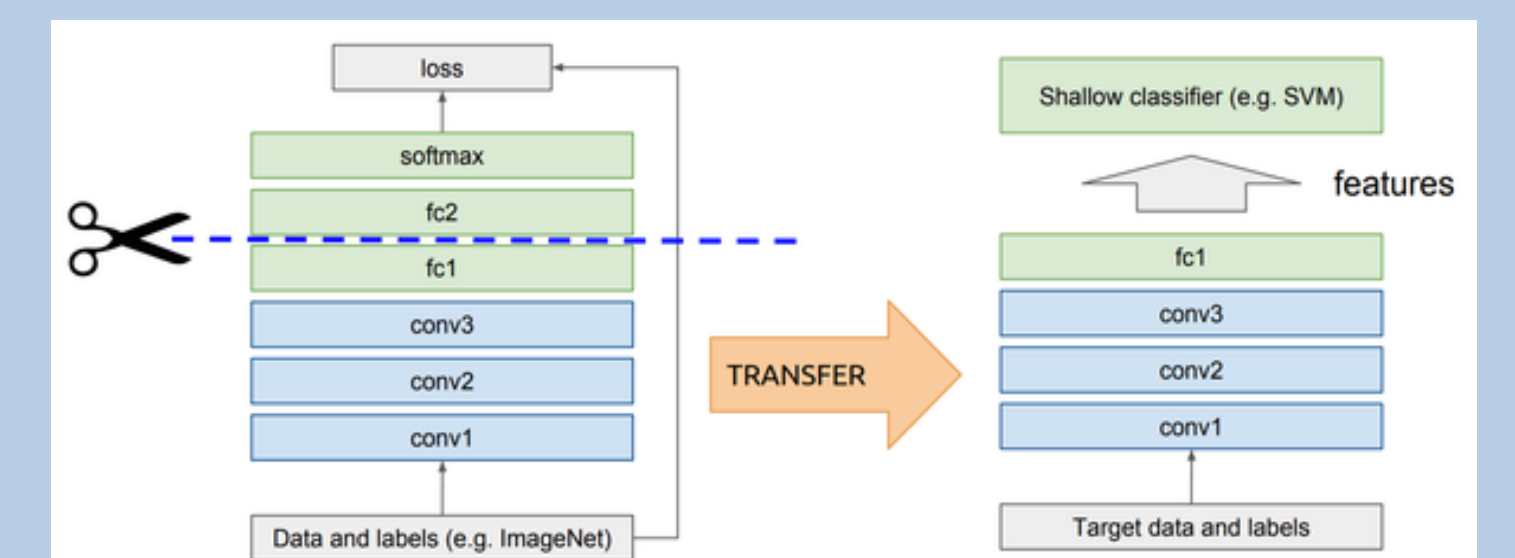 loss
softmax
fc2
fc1
conv3
conv2
conv1
Data and labels (e.g. ImageNet)
TRANSFER
Shallow classifier (e.g. SVM)
features
fc1
conv3
conv2
conv1
Target data and labels